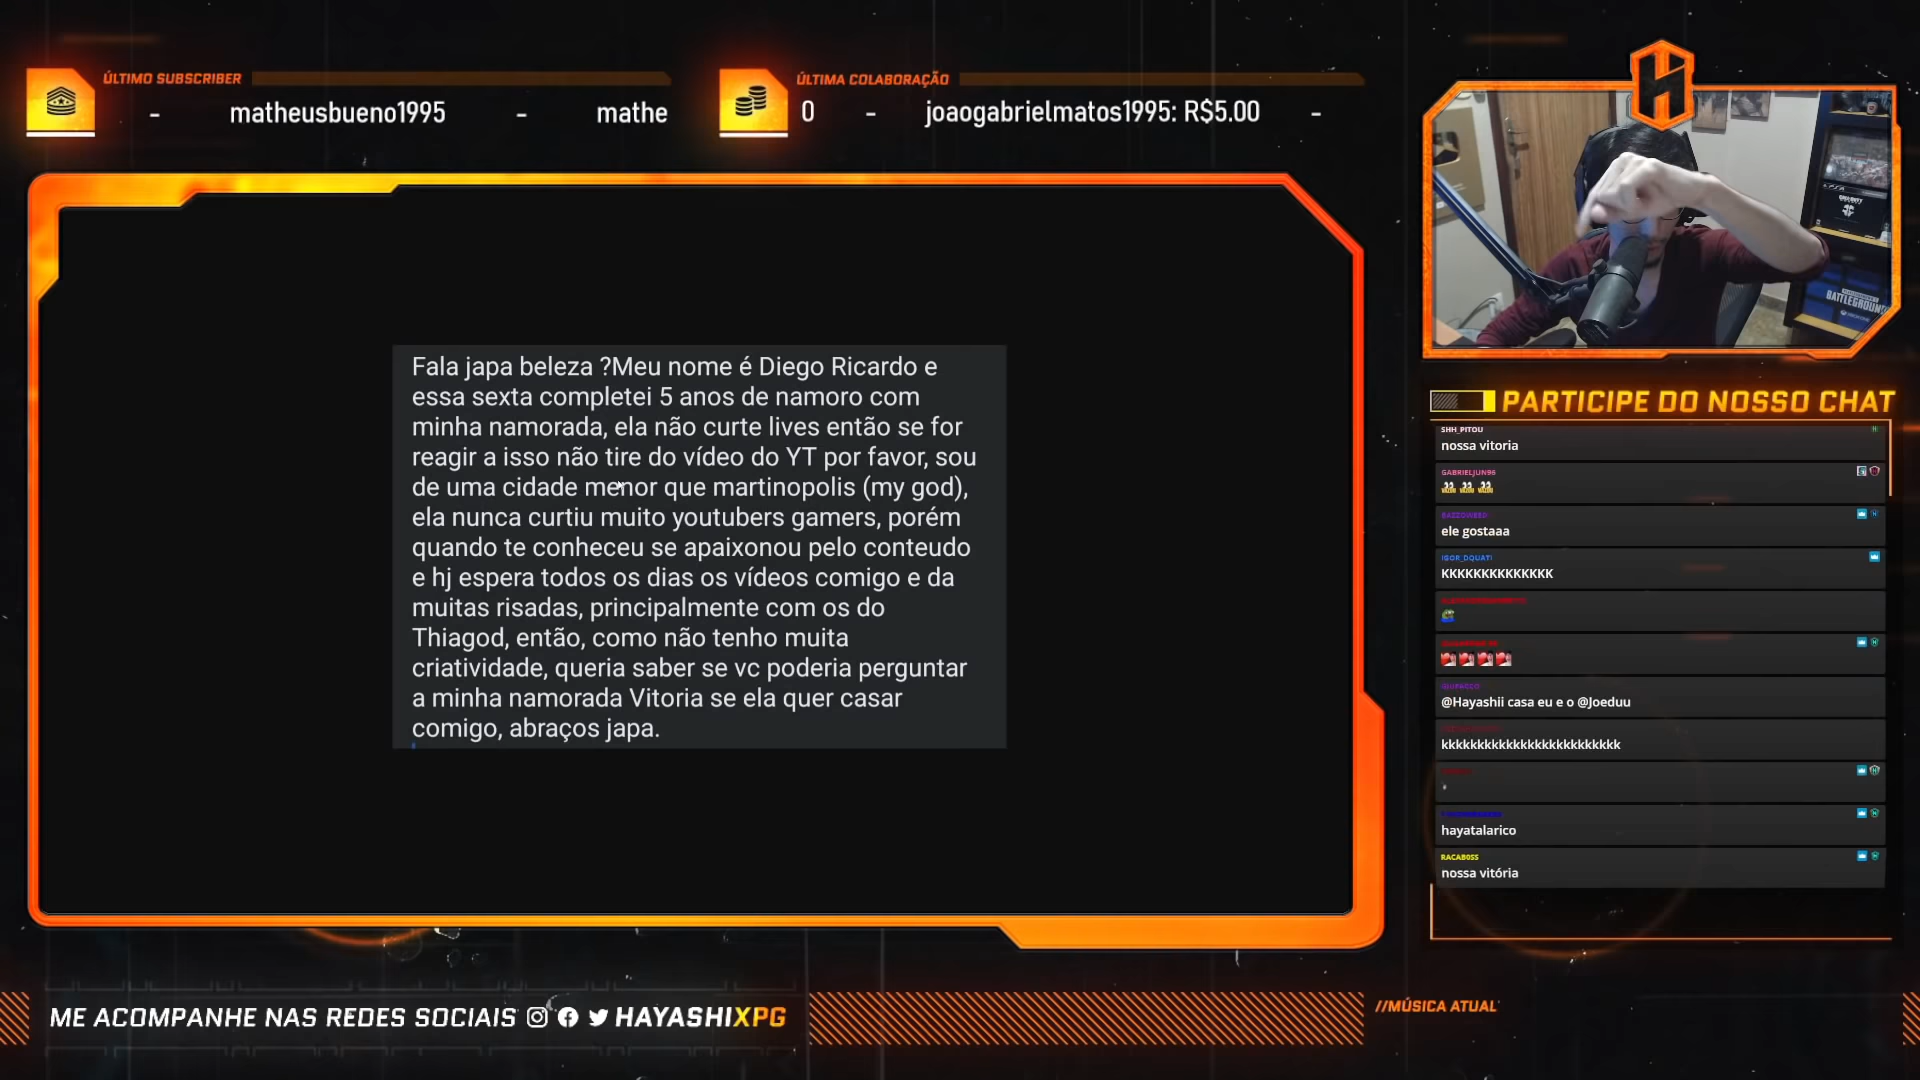 ÚLTIMO SUBSCRIBER
- matheusbueno1995 - mathe
ÚLTIMA COLABORAÇÃO
0 - joaogabrielmatos1995: R$5.00 -
Fala japa beleza ?Meu nome é Diego Ricardo e
essa sexta completei 5 anos de namoro com
minha namorada, ela não curte lives então se for
reagir a isso não tire do vídeo do YT por favor, sou
de uma cidade menor que martinopolis (my god),
ela nunca curtiu muito youtubers gamers, porém
quando te conheceu se apaixonou pelo conteudo
e hj espera todos os dias os vídeos comigo e da
muitas risadas, principalmente com os do
Thiagod, então, como não tenho muita
criatividade, queria saber se vc poderia perguntar
a minha namorada Vitoria se ela quer casar
comigo, abraços japa.
BATTLEGROUN
PARTICIPE DO NOSSO CHAT
SHH_PITOU
nossa vitoria
GABRIELJUN96
ele gostaaa
IGOR_DQUATI
KKKKKKKKKKKKKK
@Hayashii casa eu e o @Joeduu
kkkkkkkkkkkkkkkkkkkkkkkkk
hayatalarico
RACABOSS
nossa vitória
ME ACOMPANHE NAS REDES SOCIAIS HAYASHIXPG
//MÚSICA ATUAL